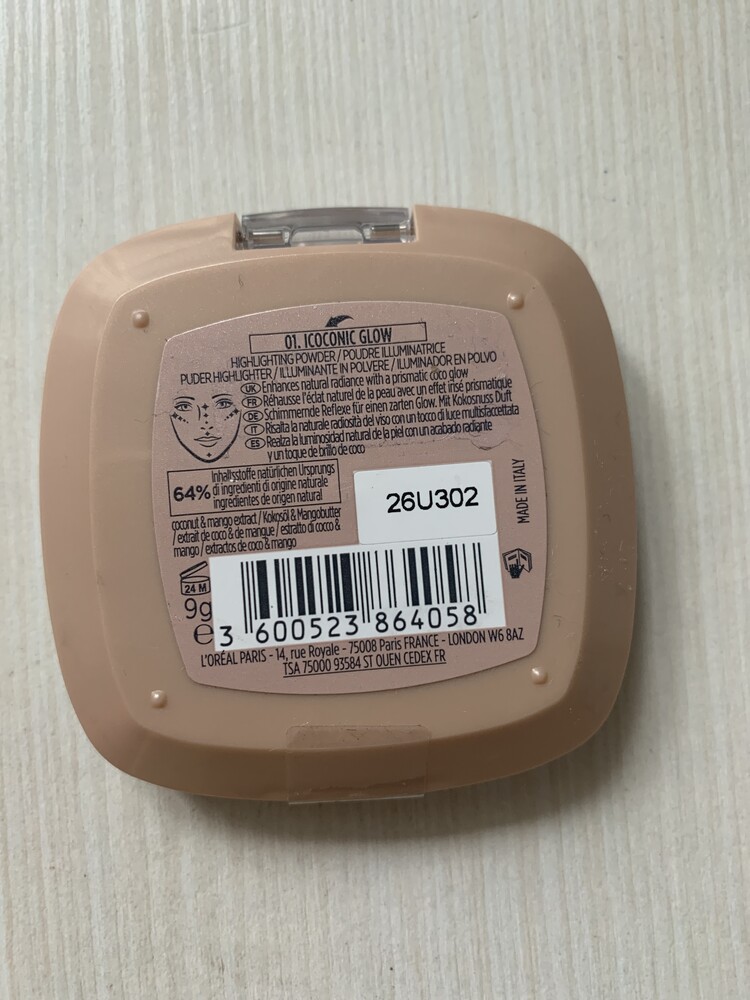 01. ICOCONIC GLOW
HIGHLIGHTING POWDER / POUDRE ILLUMINATRICE
PUDER HIGHLIGHTER / ILLUMINANTE IN POLVERE / ILUMINADOR EN POLVO
UK Enhances natural radiance with a prismatic coco glow
FR Réhausse l'éclat naturel de la peau avec un effet irisé prismatique
DE Schimmernde Reflexe für einen zarten Glow. Mit Kokosnuss Duft
IT Risalta la naturale radiosità del viso con un tocco di luce multisfaccettata
ES Realza la luminosidad natural de la piel con un acabado radiante
y un toque de brillo de coco
64% Inhaltsstoffe natürlichen Ursprungs
di ingredienti di origine naturale
ingredientes de origen natural
coconut & mango extract / Kokosöl & Mangobutter
/ extrait de coco & de mangue / estratto di cocco &
mango / extractos de coco & mango
26U302
MADE IN ITALY
24 M
9g
e
3 600523 864058
L'ORÉAL PARIS - 14, rue Royale - 75008 Paris FRANCE - LONDON W6 8AZ
TSA 75000 93584 ST OUEN CEDEX FR